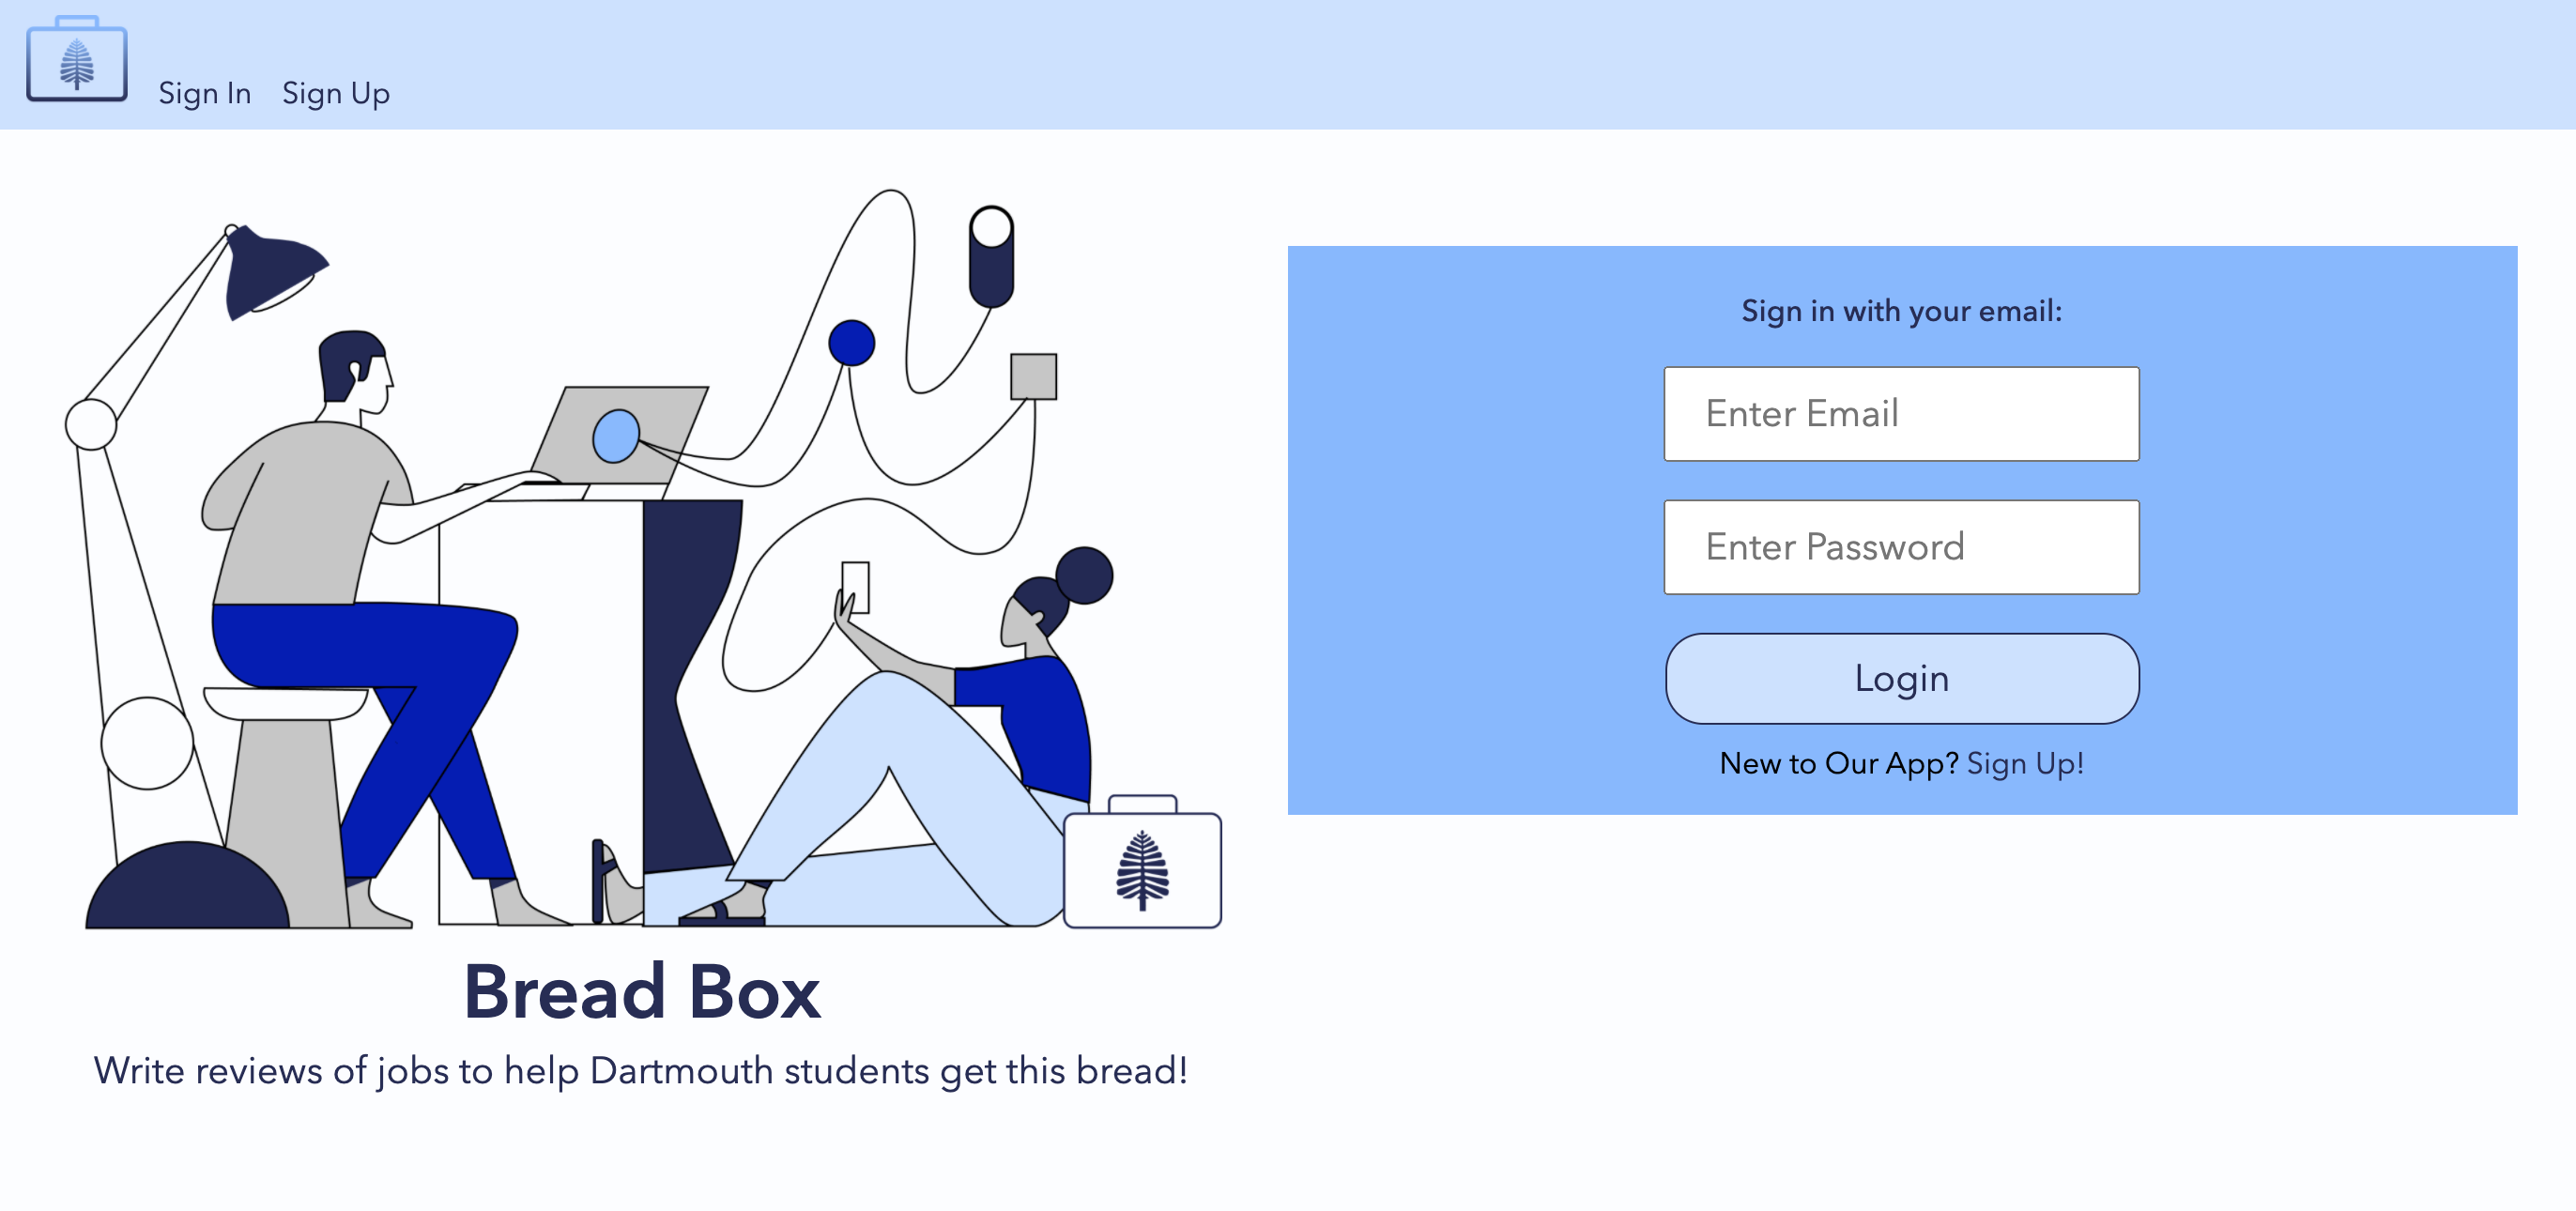 Sign In Sign Up
Sign in with your email:
Enter Email
Enter Password
Login
New to Our App? Sign Up!
Bread Box
Write reviews of jobs to help Dartmouth students get this bread!